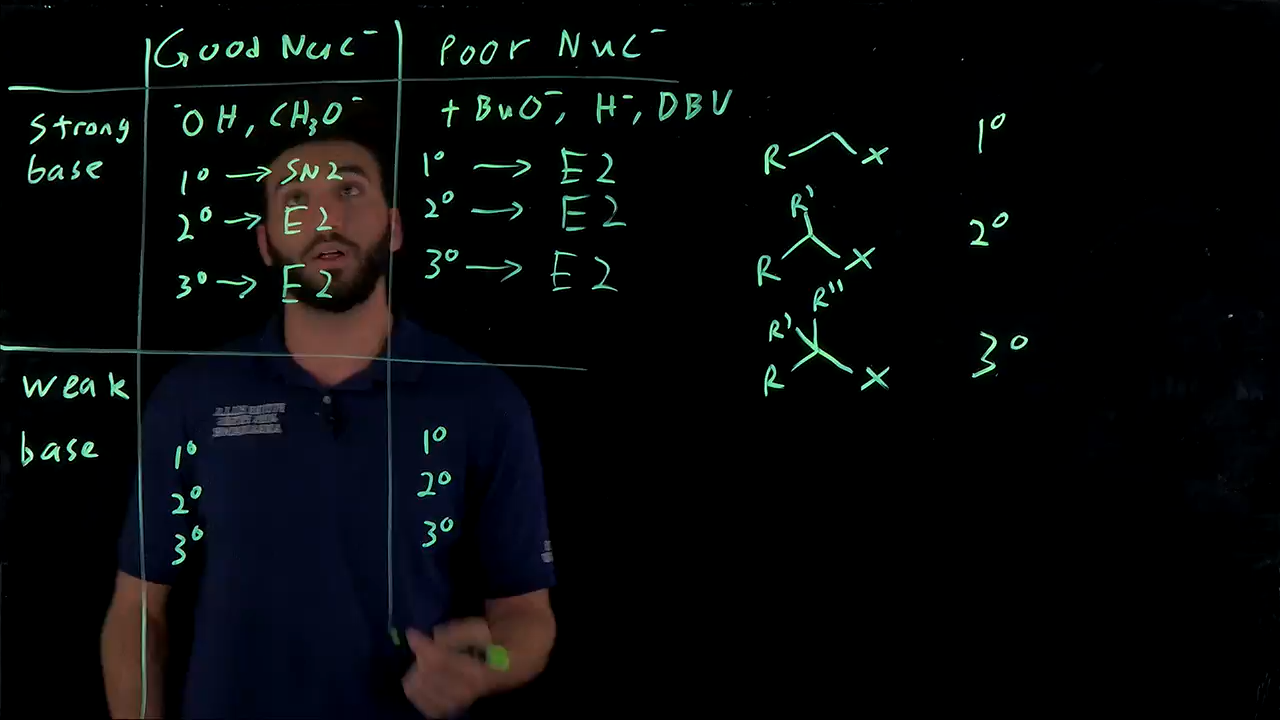 Good Nuc⁻
Poor Nuc⁻
Strong
base
⁻OH, CH₃O⁻
1° → SN2
2° → E2
3° → E2
+BuO⁻, H⁻, DBU
1° → E2
2° → E2
3° → E2
weak
base
1°
2°
3°
1°
2°
3°
R X 1°
R'
R X 2°
R''
R'
R X 3°